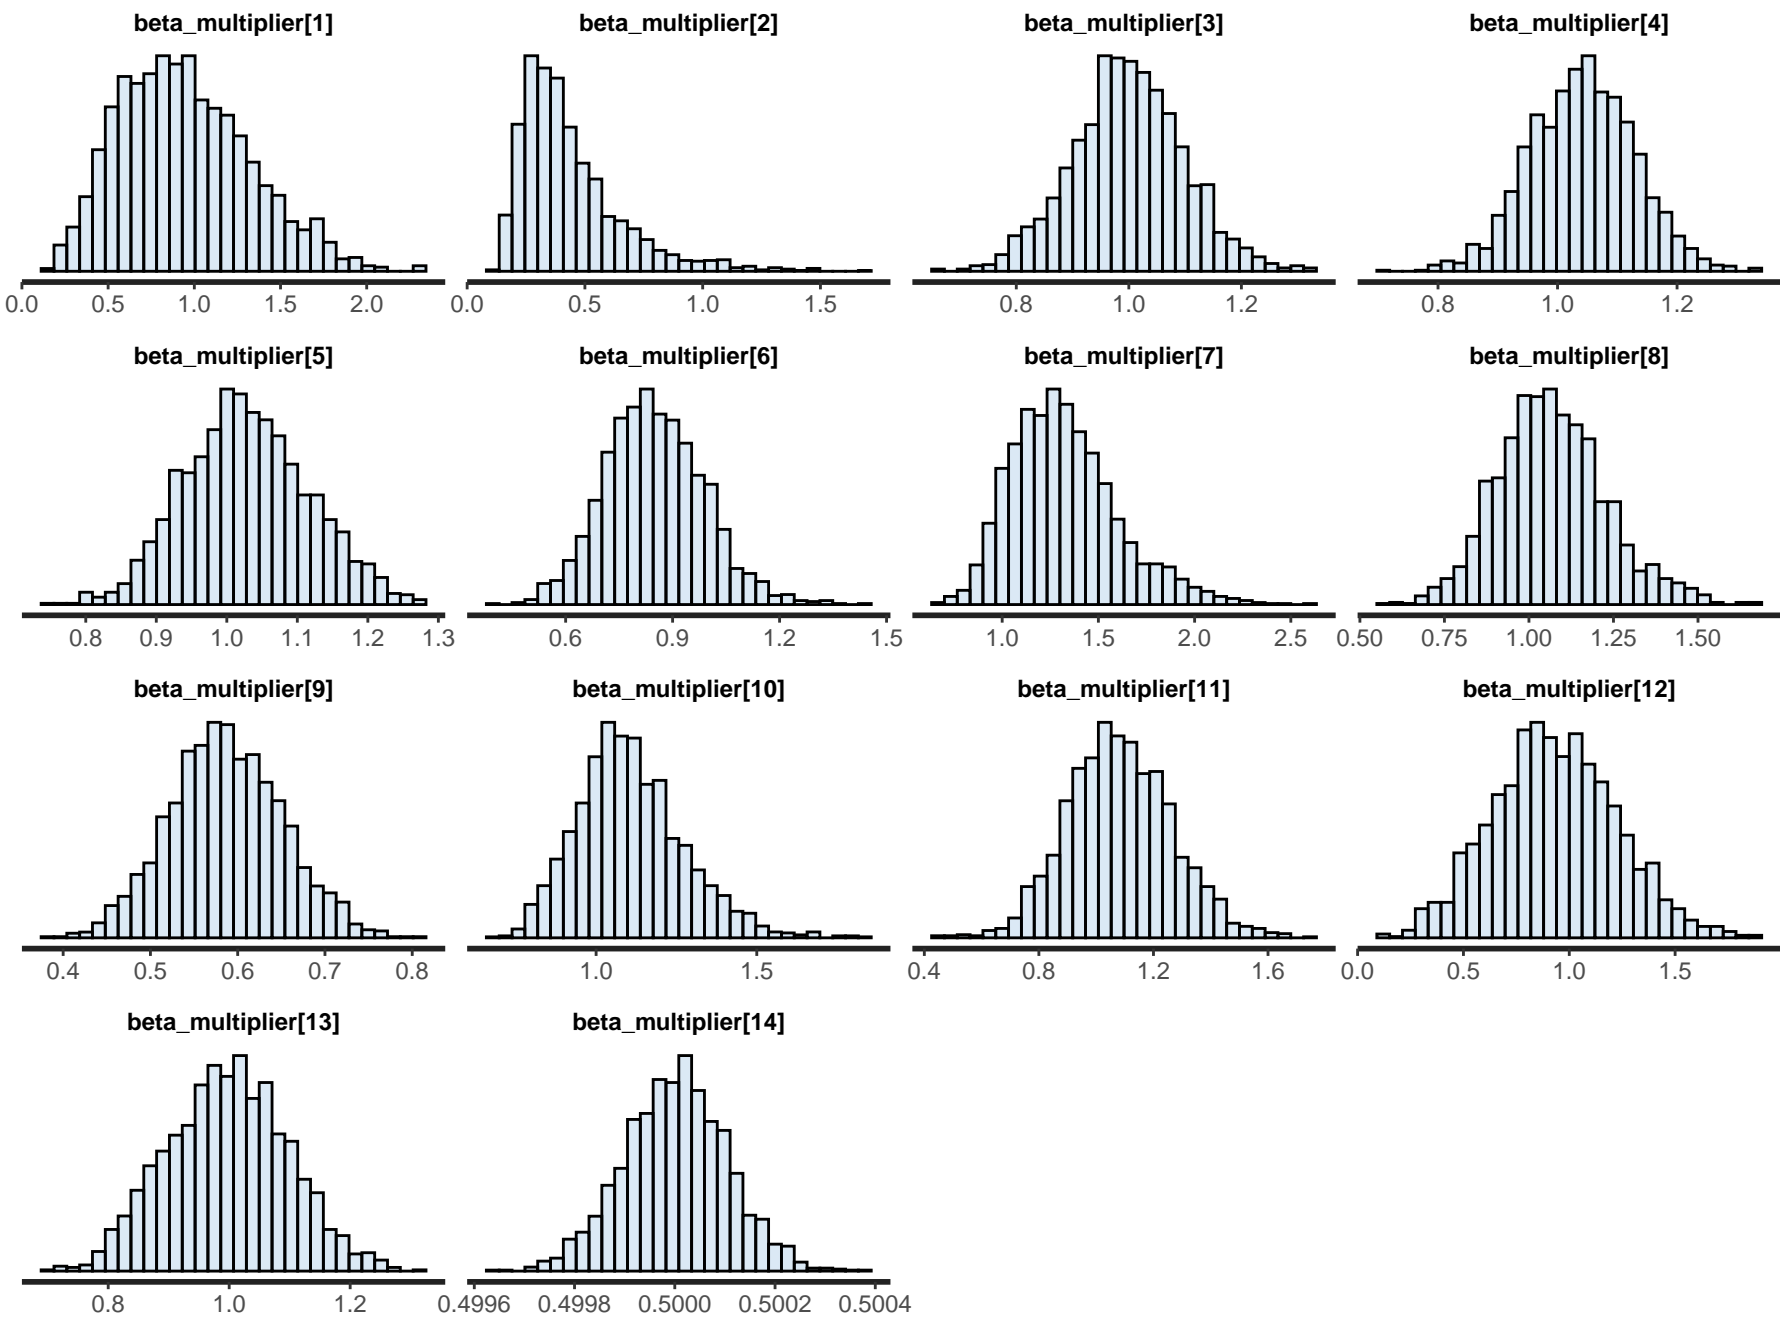 beta_multiplier[1] beta_multiplier[2] beta_multiplier[3] beta_multiplier[4]
0.0 0.5 1.0 1.5 2.0 0.0 0.5 1.0 1.5 0.8 1.0 1.2 0.8 1.0 1.2
beta_multiplier[5] beta_multiplier[6] beta_multiplier[7] beta_multiplier[8]
0.8 0.9 1.0 1.1 1.2 1.3 0.6 0.9 1.2 1.5 1.0 1.5 2.0 2.5 0.50 0.75 1.00 1.25 1.50
beta_multiplier[9] beta_multiplier[10] beta_multiplier[11] beta_multiplier[12]
0.4 0.5 0.6 0.7 0.8 1.0 1.5 0.4 0.8 1.2 1.6 0.0 0.5 1.0 1.5
beta_multiplier[13] beta_multiplier[14]
0.8 1.0 1.2 0.4996 0.4998 0.5000 0.5002 0.5004